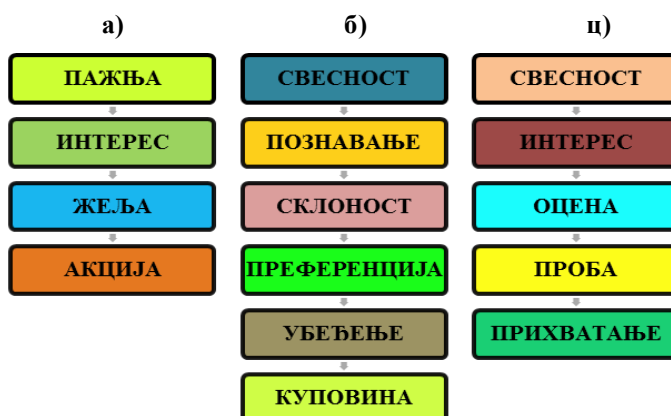 а)
ПАЖЊА
ИНТЕРЕС
ЖЕЉА
АКЦИЈА
б)
СВЕСНОСТ
ПОЗНАВАЊЕ
СКЛОНОСТ
ПРЕФЕРЕНЦИЈА
УБЕЂЕЊЕ
КУПОВИНА
ц)
СВЕСНОСТ
ИНТЕРЕС
ОЦЕНА
ПРОБА
ПРИХВАТАЊЕ